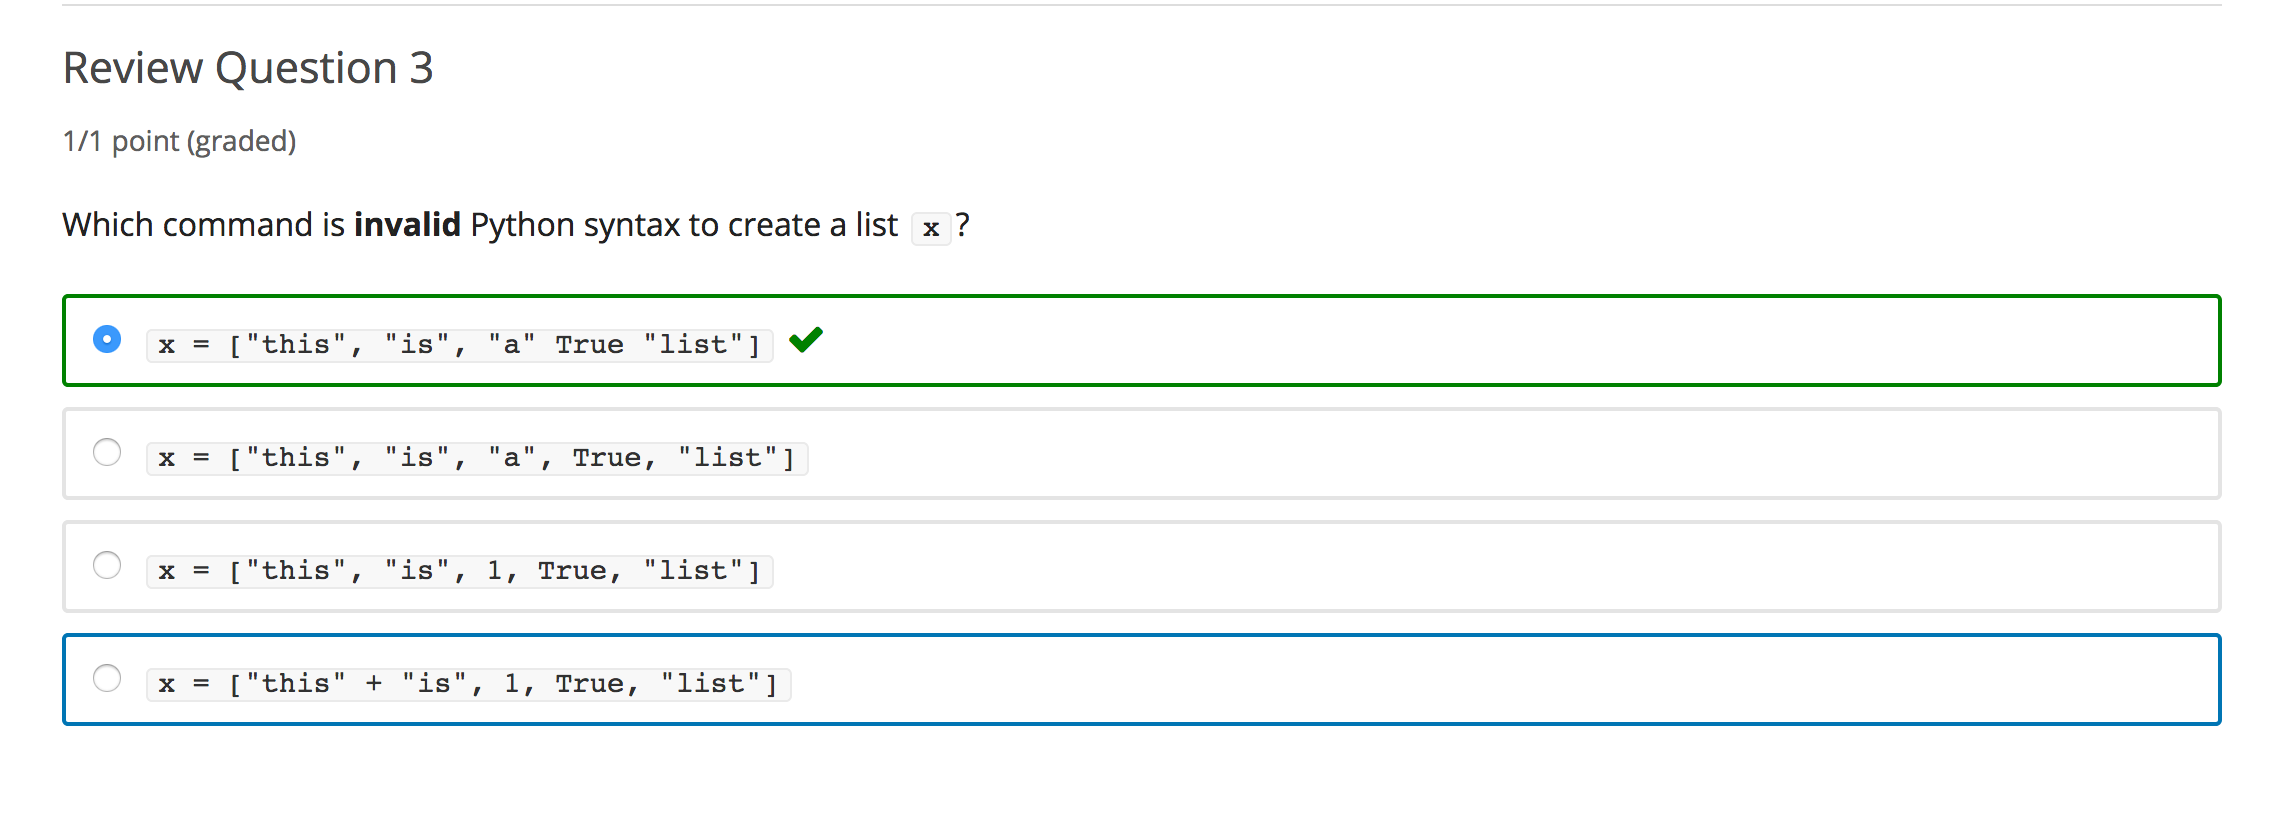 Review Question 3
1/1 point (graded)
Which command is invalid Python syntax to create a list x ?
x = ["this", "is", "a" True "list"]
x = ["this", "is", "a", True, "list"]
x = ["this", "is", 1, True, "list"]
x = ["this" + "is", 1, True, "list"]